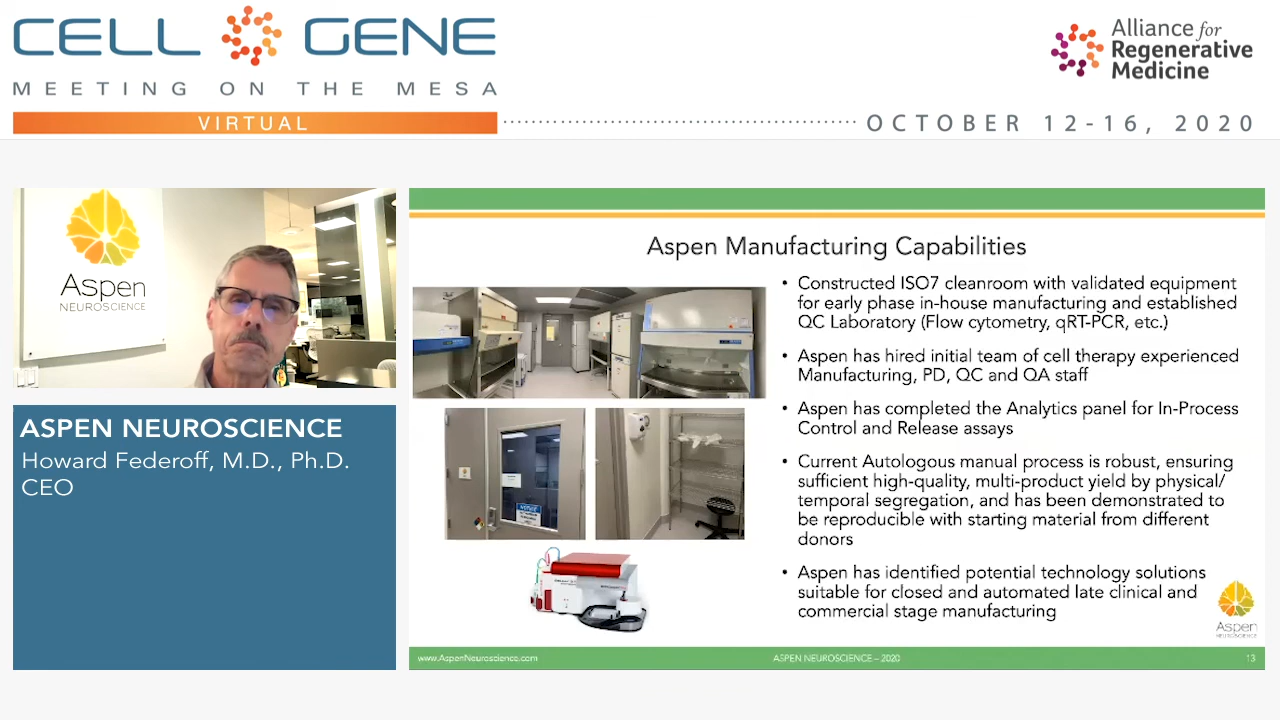 CELL GENE
MEETING ON THE MESA
VIRTUAL
Alliance for
Regenerative
Medicine
OCTOBER 12-16, 2020
Aspen
NEUROSCIENCE
ASPEN NEUROSCIENCE
Howard Federoff, M.D., Ph.D.
CEO
Aspen Manufacturing Capabilities
• Constructed ISO7 cleanroom with validated equipment
for early phase in-house manufacturing and established
QC Laboratory (Flow cytometry, qRT-PCR, etc.)
• Aspen has hired initial team of cell therapy experienced
Manufacturing, PD, QC and QA staff
• Aspen has completed the Analytics panel for In-Process
Control and Release assays
• Current Autologous manual process is robust, ensuring
sufficient high-quality, multi-product yield by physical/
temporal segregation, and has been demonstrated to
be reproducible with starting material from different
donors
• Aspen has identified potential technology solutions
suitable for closed and automated late clinical and
commercial stage manufacturing
NOTICE
Aspen
NEUROSCIENCE
www.AspenNeuroscience.com
ASPEN NEUROSCIENCE – 2020
13